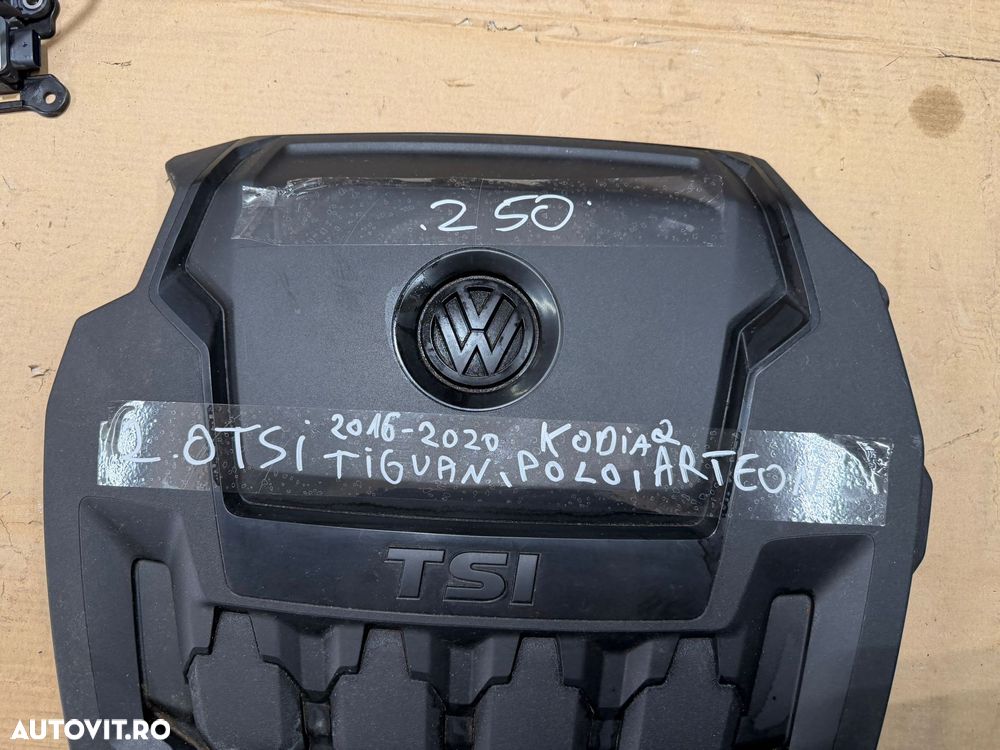 .250.
2.0TSi 2016-2020 KODiAQ
TiGUAN, POLO, ARTEON
VW
TSI
AUTOVIT.RO